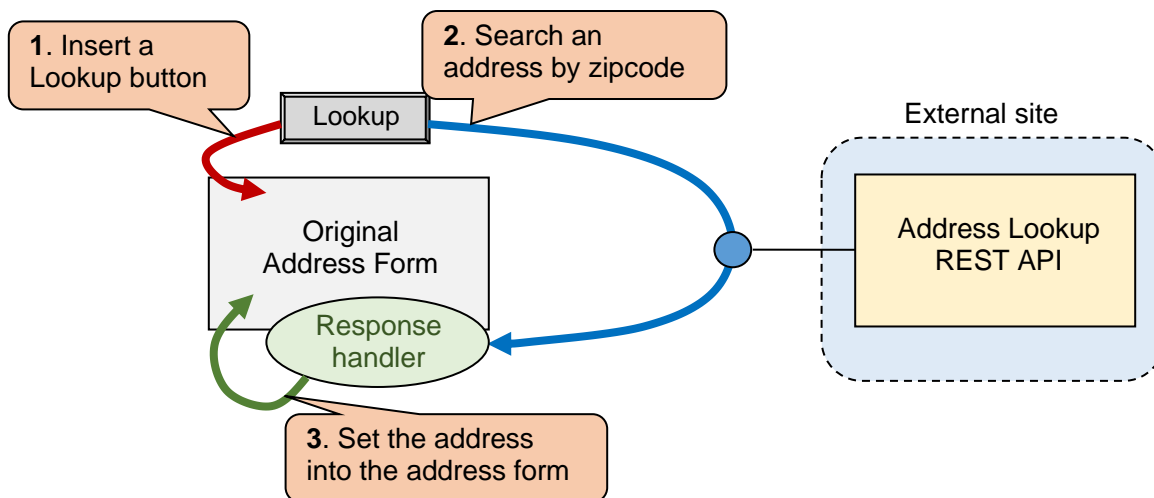 1. Insert a
Lookup button
2. Search an
address by zipcode
Lookup
External site
Original
Address Form
Address Lookup
REST API
Response
handler
3. Set the address
into the address form